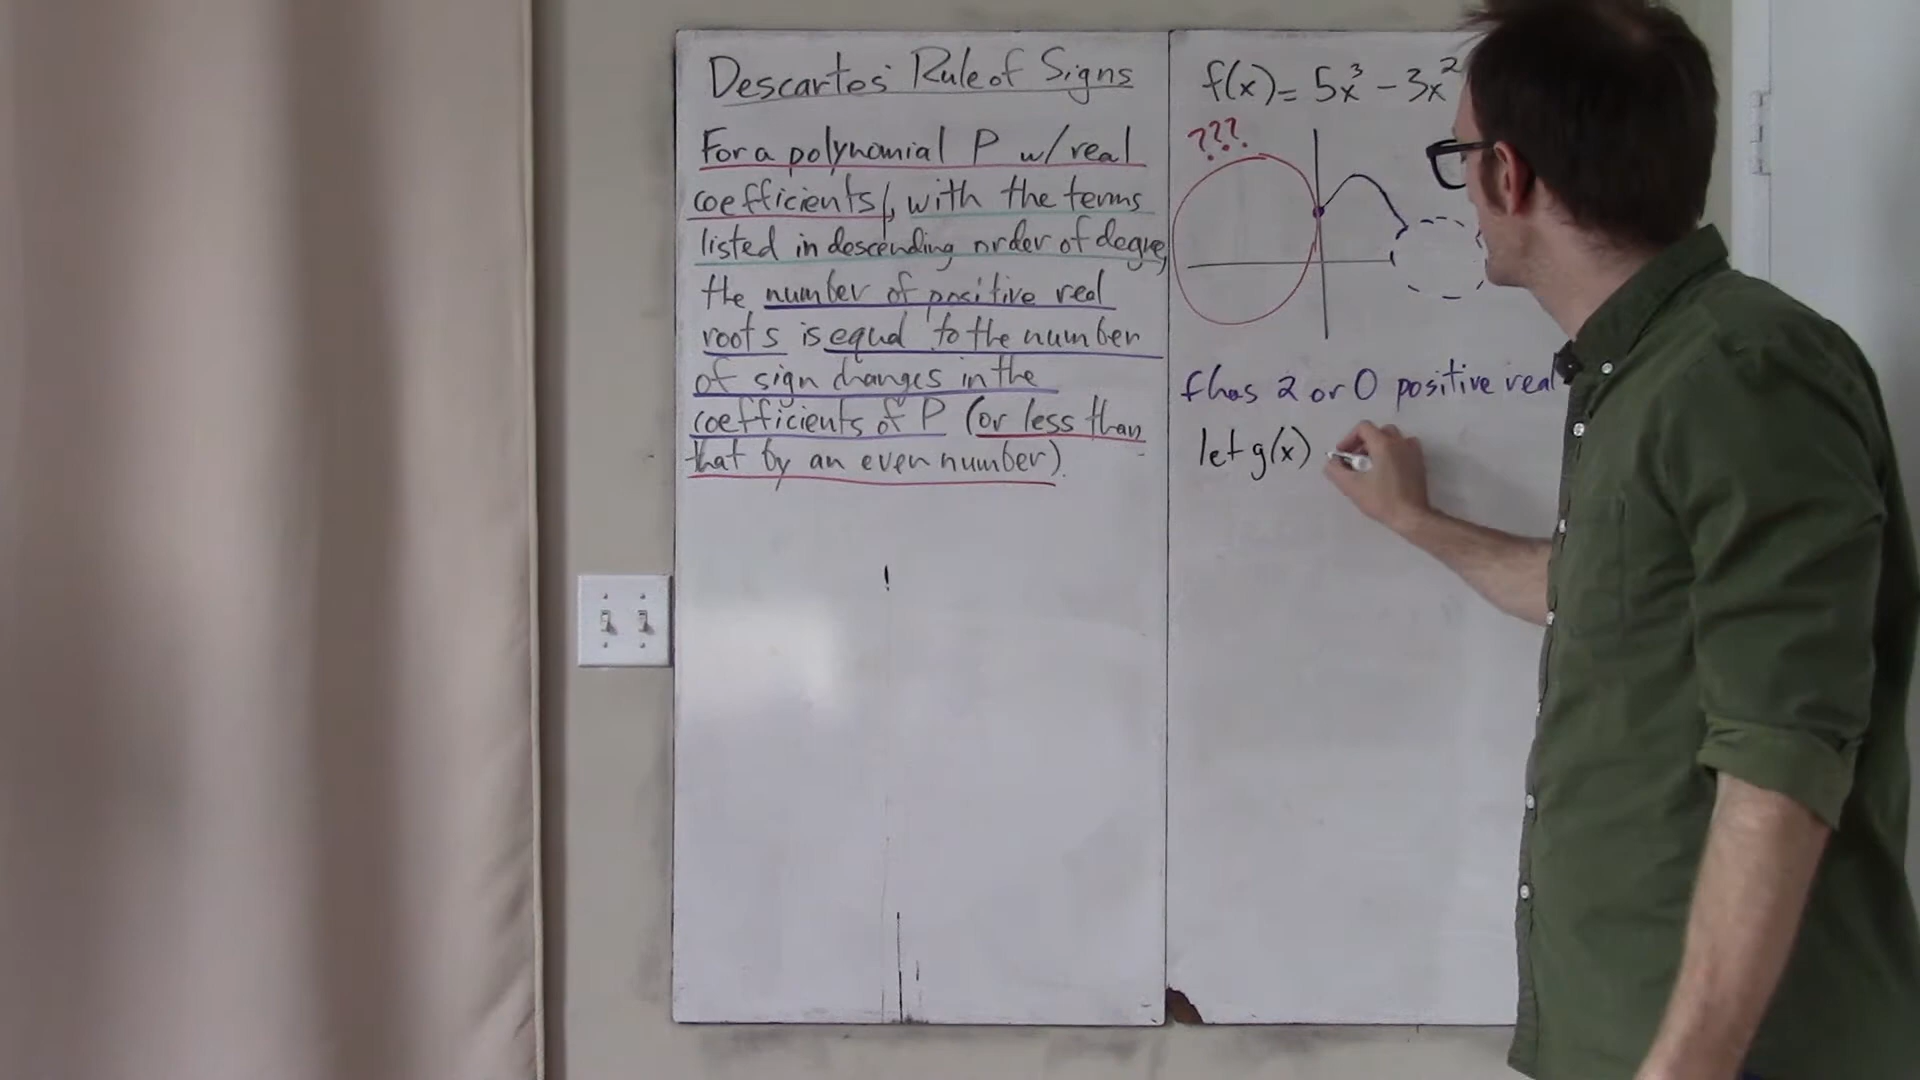 Descartes' Rule of Signs
For a polynomial P w/real
coefficients, with the terms
listed in descending order of degree,
the number of positive real
roots is equal to the number
of sign changes in the
coefficients of P (or less than
that by an even number).
f(x) = 5x³ - 3x²
???
f has 2 or 0 positive real
let g(x)